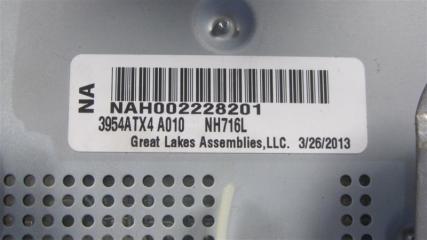 NA
NAH002228201
3954ATX4 A010 NH716L
Great Lakes Assemblies,LLC. 3/26/2013